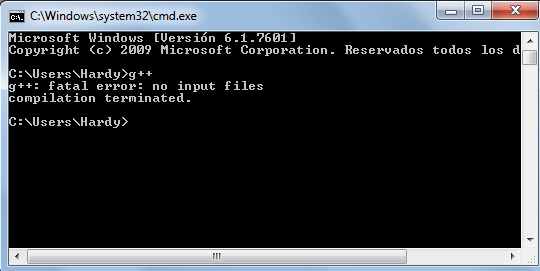 C:\Windows\system32\cmd.exe
Microsoft Windows [Versión 6.1.7601]
Copyright (c) 2009 Microsoft Corporation. Reservados todos los d
C:\Users\Hardy>g++
g++: fatal error: no input files
compilation terminated.
C:\Users\Hardy>